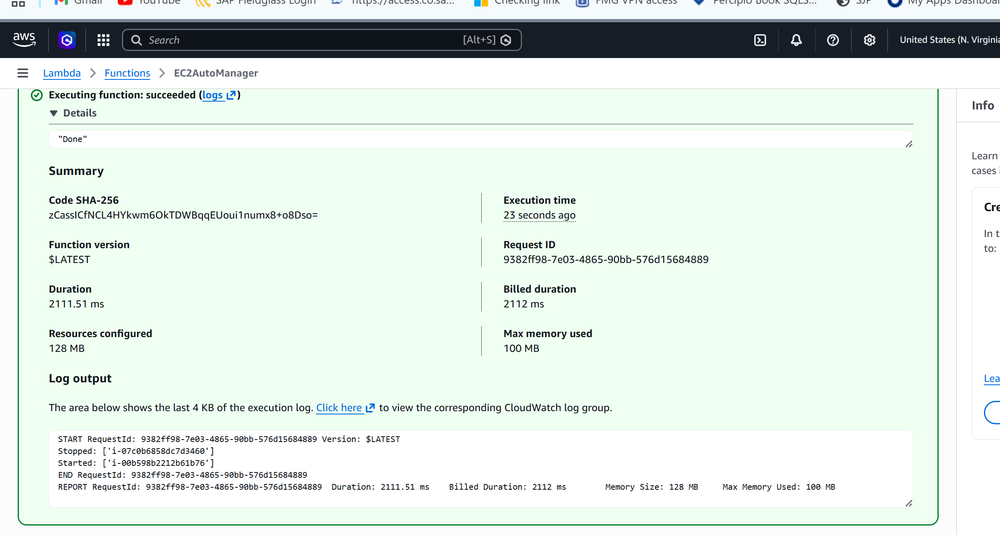 Gmail
YouTube
SAP Fieldglass Login
https://access.co.sa...
Checking link
FMG VPN access
Percipio Book SQLS...
SJP
My Apps Dashboar
aws
Search
[Alt+S]
United States (N. Virginia
Lambda
Functions
EC2AutoManager
Executing function: succeeded (logs)
Details
"Done"
Summary
Code SHA-256
Execution time
zCassICfNCL4HYkwm6OkTDWBqqEUoui1numx8+o8Dso=
23 seconds ago
Function version
Request ID
$LATEST
9382ff98-7e03-4865-90bb-576d15684889
Duration
Billed duration
2111.51 ms
2112 ms
Resources configured
Max memory used
128 MB
100 MB
Log output
The area below shows the last 4 KB of the execution log. Click here to view the corresponding CloudWatch log group.
START RequestId: 9382ff98-7e03-4865-90bb-576d15684889 Version: $LATEST
Stopped: ['i-07c0b6858dc7d3460']
Started: ['i-00b598b2212b61b76']
END RequestId: 9382ff98-7e03-4865-90bb-576d15684889
REPORT RequestId: 9382ff98-7e03-4865-90bb-576d15684889 Duration: 2111.51 ms Billed Duration: 2112 ms Memory Size: 128 MB Max Memory Used: 100 MB
Info
Learn
cases i
Cre
In t
to:
Lea